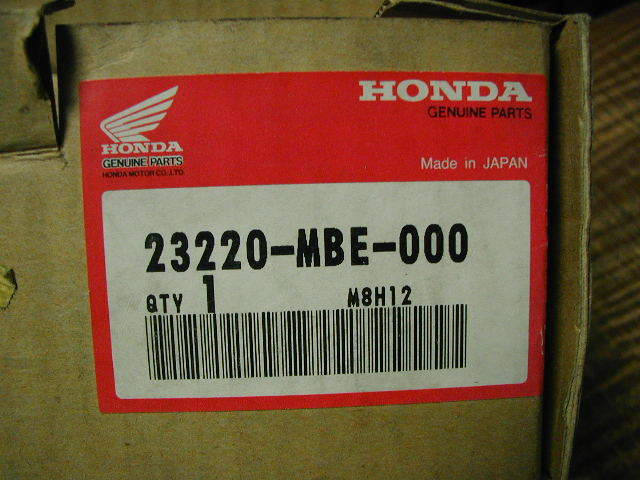 HONDA
GENUINE PARTS
HONDA
GENUINE PARTS
HONDA MOTOR CO.,LTD
Made in JAPAN
23220-MBE-000
QTY 1 M8H12